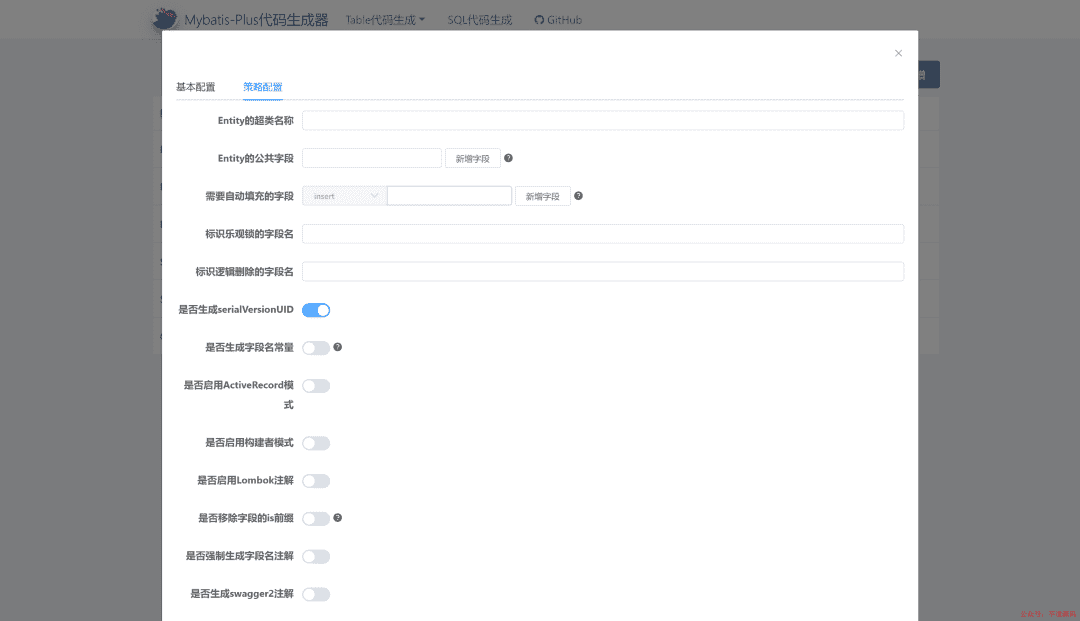 Mybatis-Plus代码生成器 Table代码生成 SQL代码生成 GitHub
基本配置 策略配置
Entity的超类名称
Entity的公共字段 新增字段
需要自动填充的字段 insert 新增字段
标识乐观锁的字段名
标识逻辑删除的字段名
是否生成serialVersionUID
是否生成字段名常量
是否启用ActiveRecord模
式
是否启用构建者模式
是否启用Lombok注解
是否移除字段的is前缀
是否强制生成字段名注解
是否生成swagger2注解